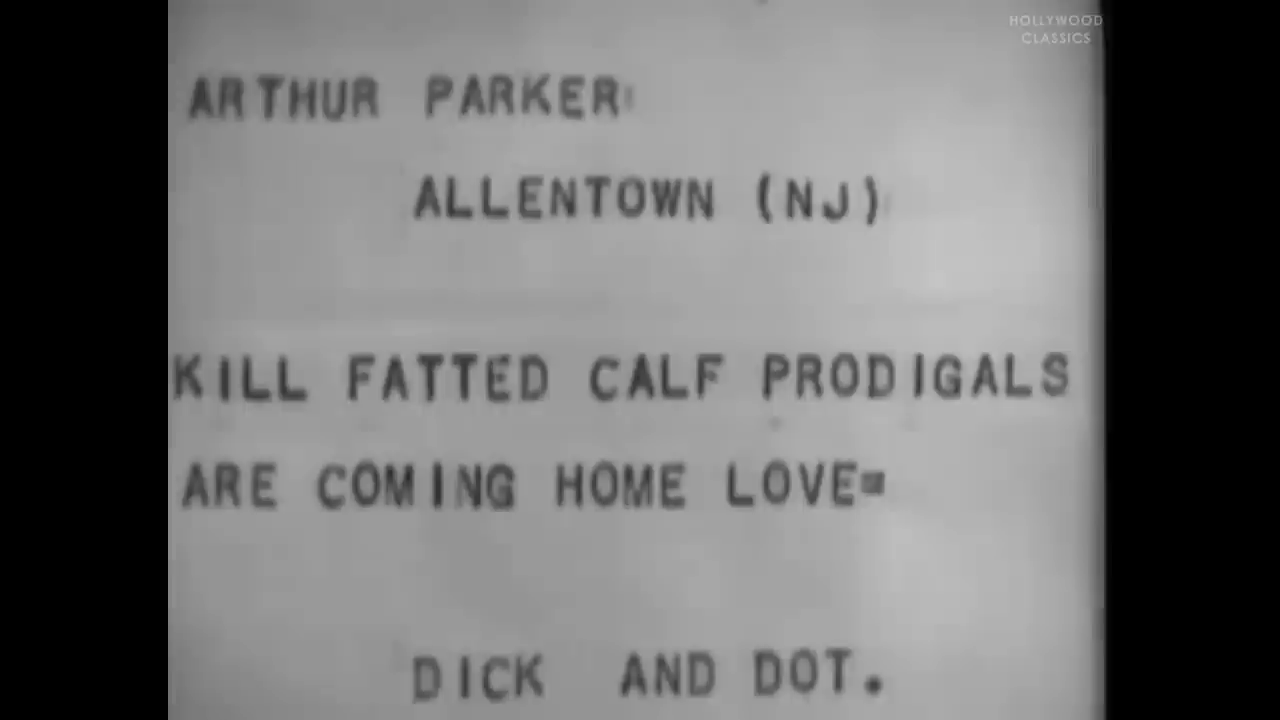 HOLLYWOOD
CLASSICS
ARTHUR PARKER:
ALLENTOWN (NJ)
KILL FATTED CALF PRODIGALS
ARE COMING HOME LOVE=
DICK AND DOT.